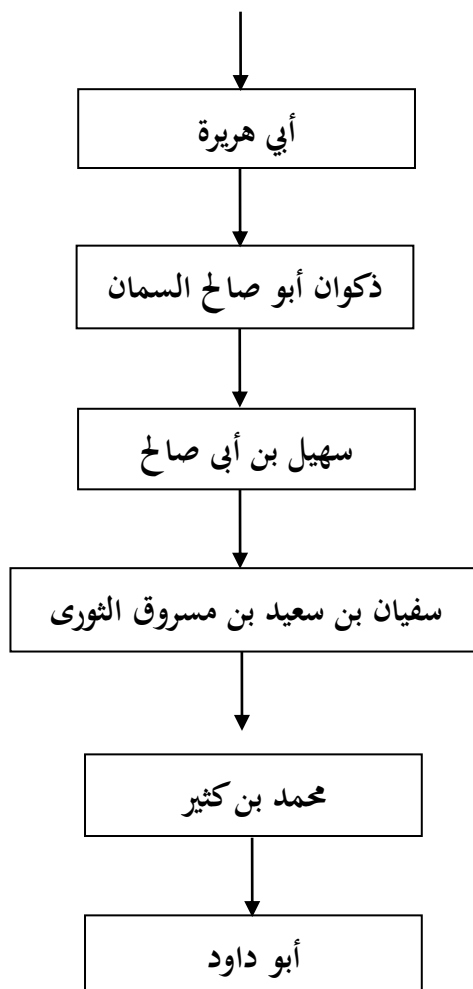 أبي هريرة
ذكوان أبو صالح السمان
سهيل بن أبى صالح
سفيان بن سعيد بن مسروق الثورى
محمد بن كثير
أبو داود